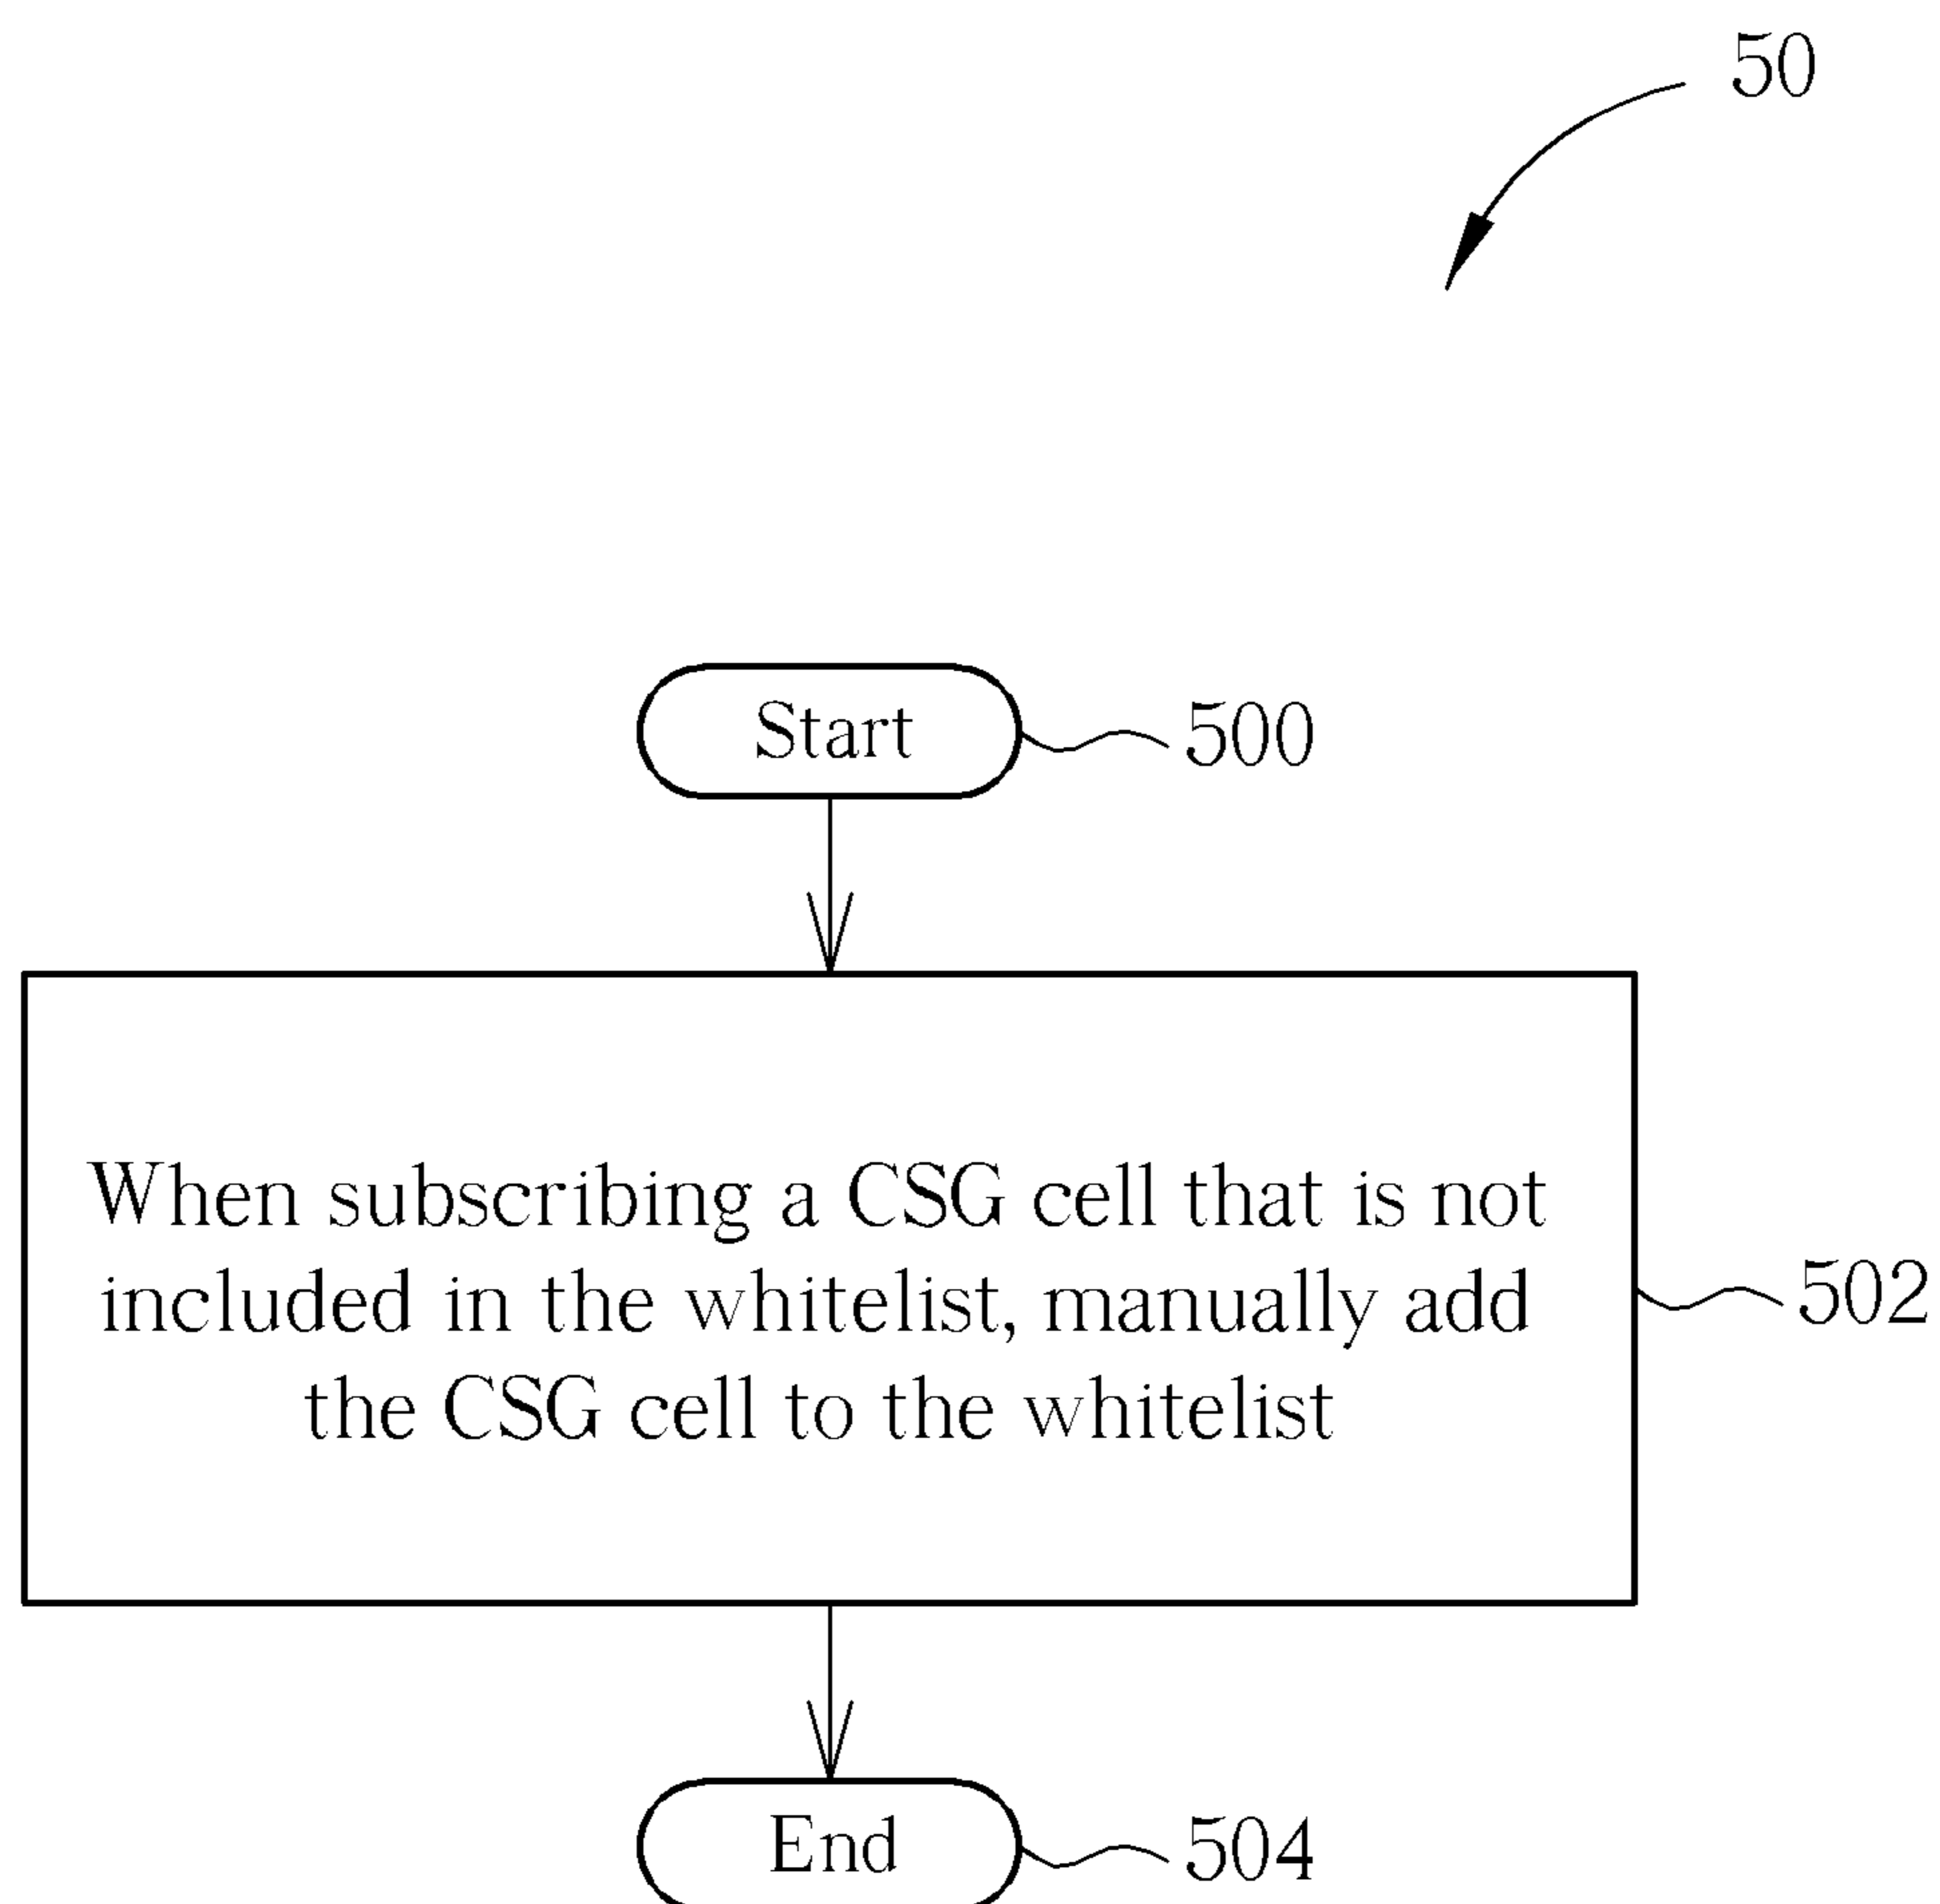 50
Start
500
When subscribing a CSG cell that is not
included in the whitelist, manually add
the CSG cell to the whitelist
502
End
504